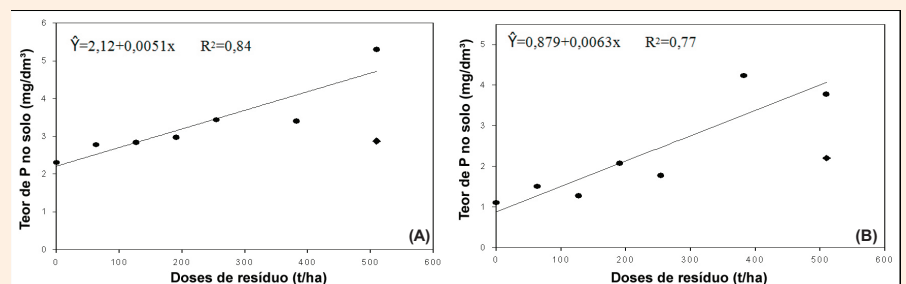 Ŷ=2,12+0,0051x R²=0,84
Teor de P no solo (mg/dm³)
6
5
4
3
2
1
0
0 100 200 300 400 500 600
(A)
Doses de resíduo (t/ha)
Ŷ=0,879+0,0063x R²=0,77
Teor de P no solo (mg/dm³)
5
4
3
2
1
0
0 100 200 300 400 500 600
(B)
Doses de resíduo (t/ha)